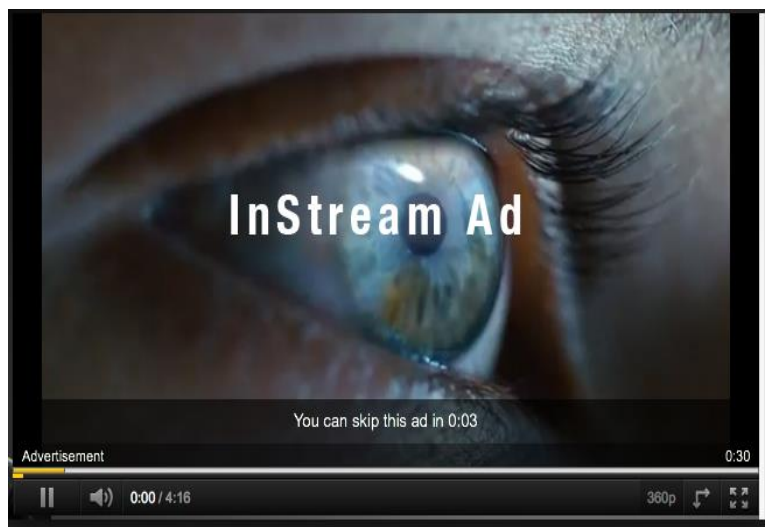 InStream Ad
You can skip this ad in 0:03
Advertisement 0:30
0:00 / 4:16 360p